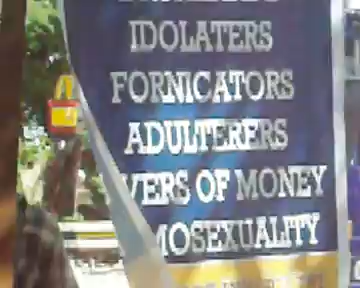 IDOLATERS
FORNICATORS
ADULTERERS
VERS OF MONEY
MOSEXUALITY